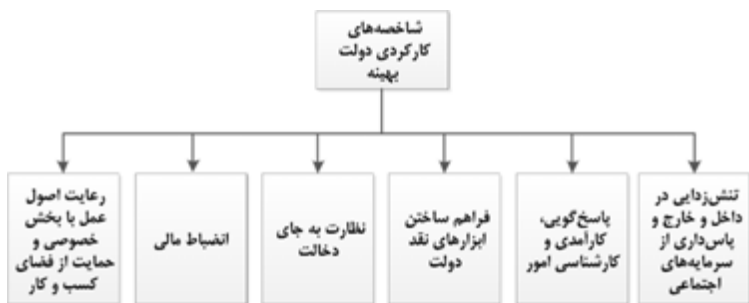 شاخصه‌های
کارکردی دولت
بهینه
تنش‌زدایی در
داخل و خارج و
پاس‌داری از
سرمایه‌های
اجتماعی
پاسخ‌گویی،
کارآمدی و
کارشناسی امور
فراهم ساختن
ابزارهای نقد
دولت
نظارت به جای
دخالت
انضباط مالی
رعایت اصول
عمل با بخش
خصوصی و
حمایت از فضای
کسب و کار